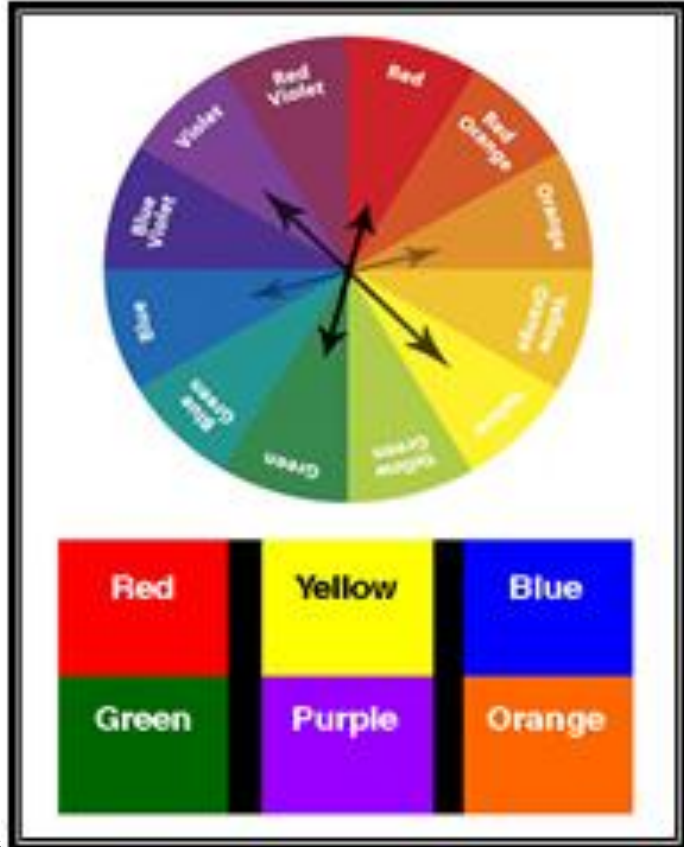 Red
Red
Orange
Orange
Yellow
Orange
Yellow
Yellow
Green
Green
Blue
Green
Blue
Blue
Violet
Violet
Red
Violet
Red
Yellow
Blue
Green
Purple
Orange